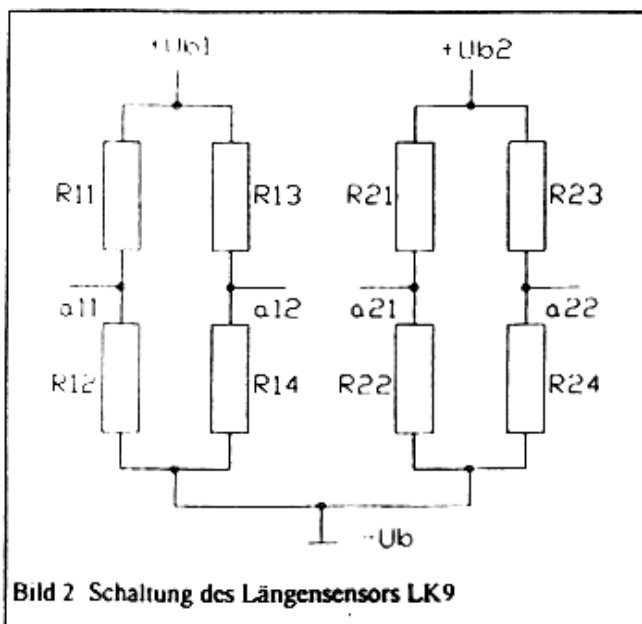 +Ub1 +Ub2
R11 R13 R21 R23
a11 a12 a21 a22
R12 R14 R22 R24
-Ub
Bild 2 Schaltung des Längensensors LK9